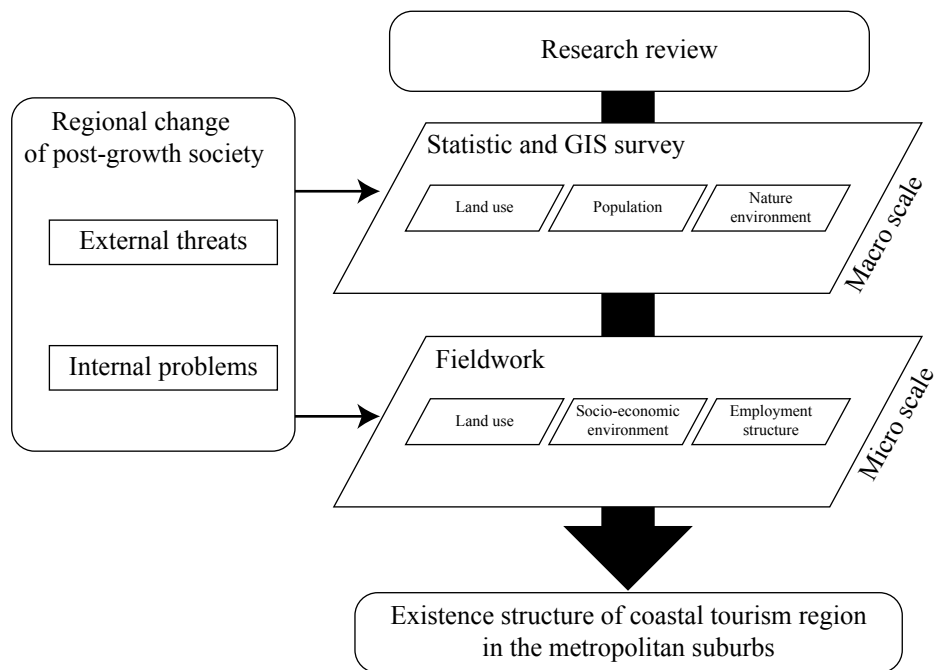 Research review
Regional change
of post-growth society
External threats
Internal problems
Statistic and GIS survey
Land use
Population
Nature
environment
Macro scale
Fieldwork
Land use
Socio-economic
environment
Employment
structure
Micro scale
Existence structure of coastal tourism region
in the metropolitan suburbs